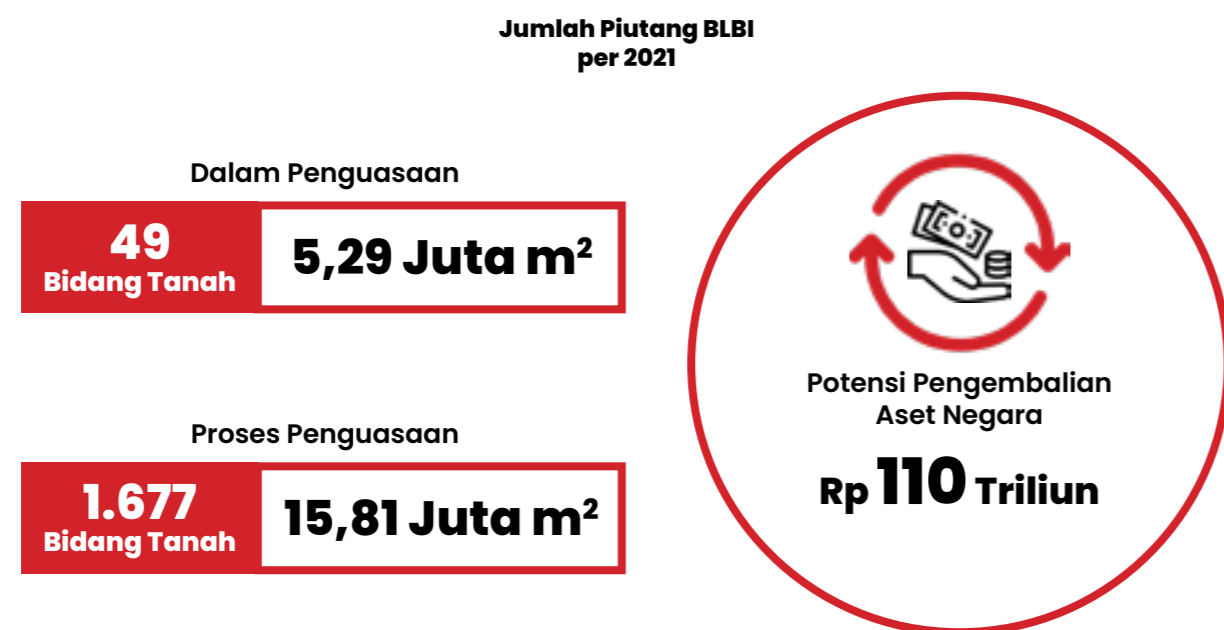 Jumlah Piutang BLBI
per 2021
Dalam Penguasaan
49
Bidang Tanah
5,29 Juta m²
Proses Penguasaan
1.677
Bidang Tanah
15,81 Juta m²
Potensi Pengembalian
Aset Negara
Rp 110 Triliun